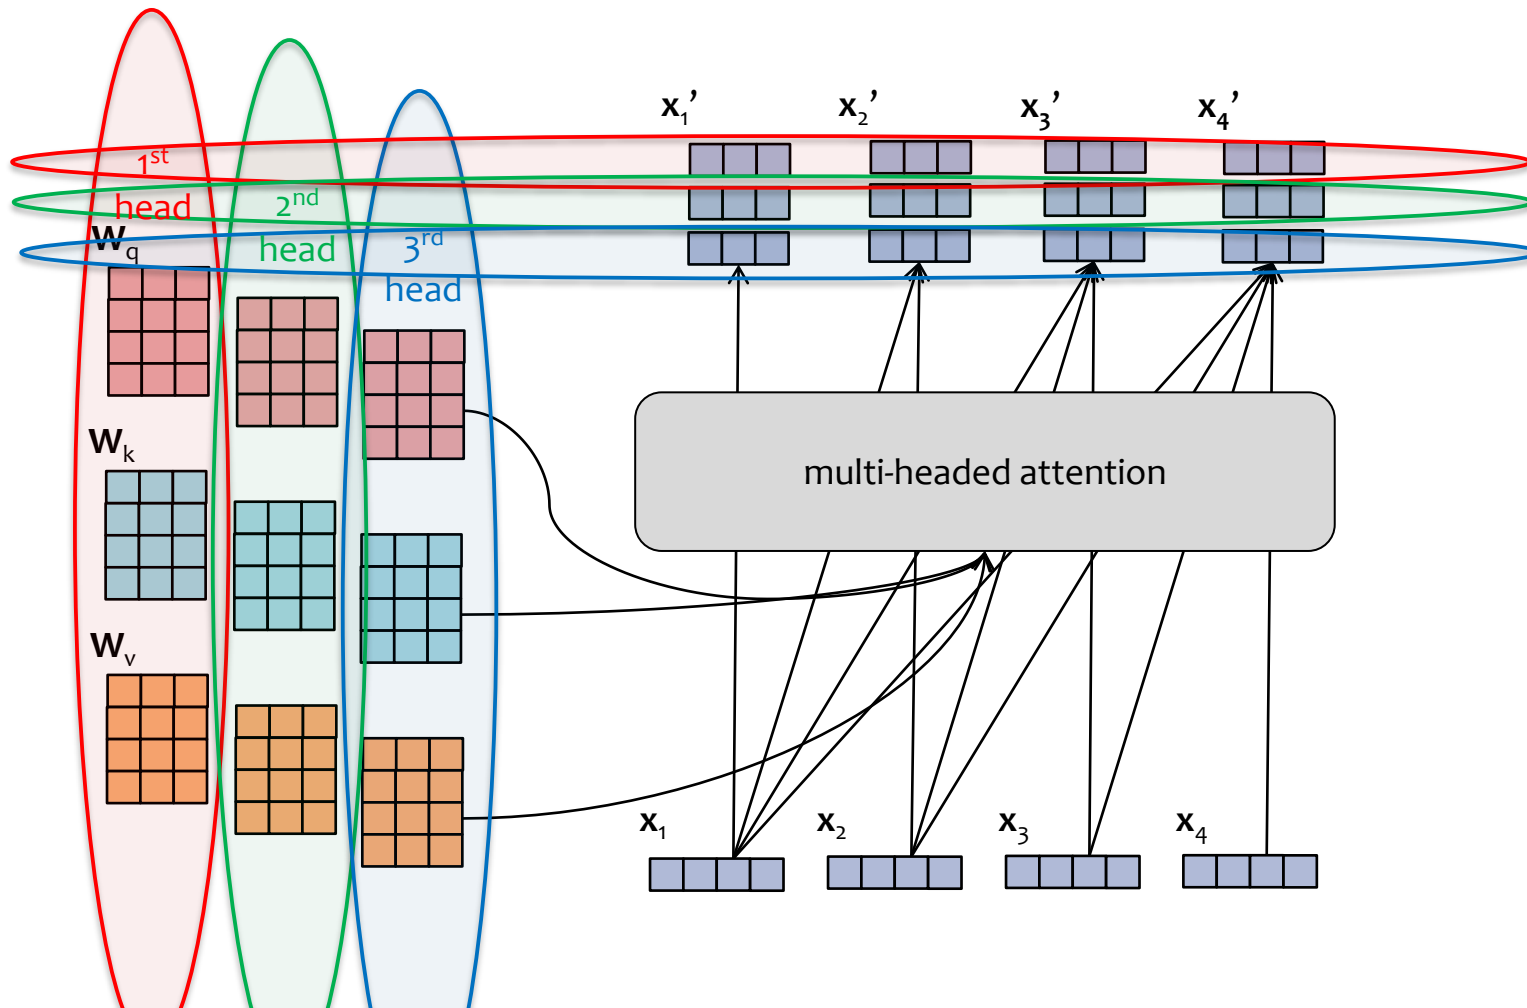 x₁’ x₂’ x₃’ x₄’
1st
head
2nd
head
3rd
head
Wq
Wk
Wv
multi-headed attention
x₁ x₂ x₃ x₄